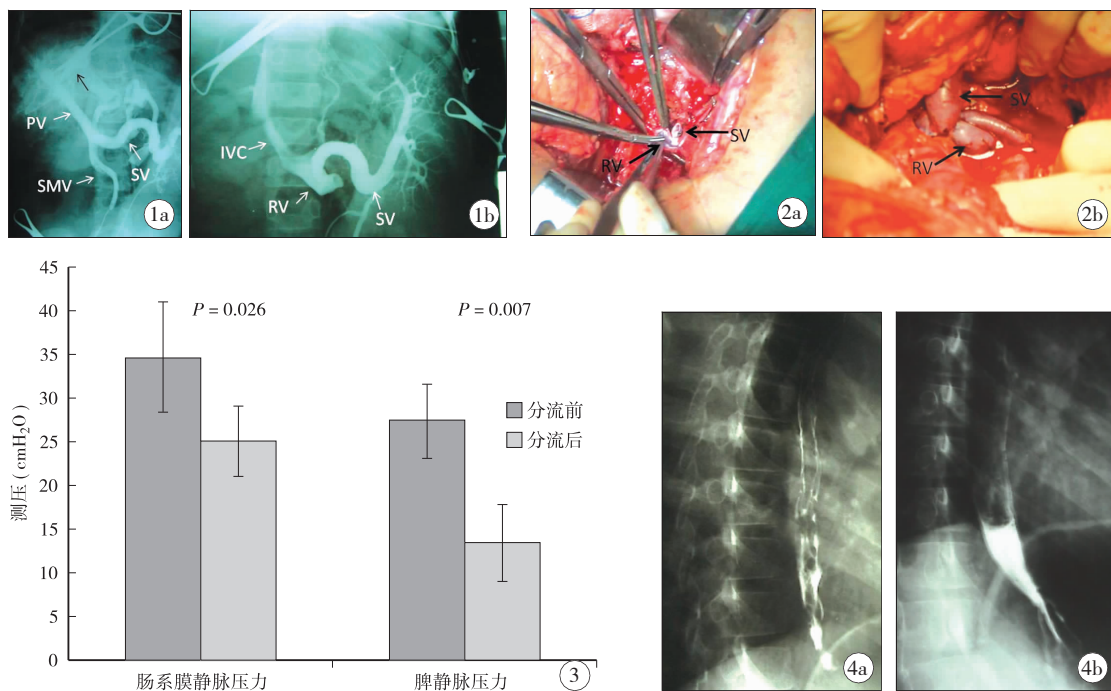 PV
SMV
SV
1a
IVC
RV
SV
1b
SV
RV
2a
SV
RV
2b
45
40
35
30
25
20
15
10
5
0
测压(cmH₂O)
P = 0.026
P = 0.007
分流前
分流后
肠系膜静脉压力
脾静脉压力
3
4a
4b